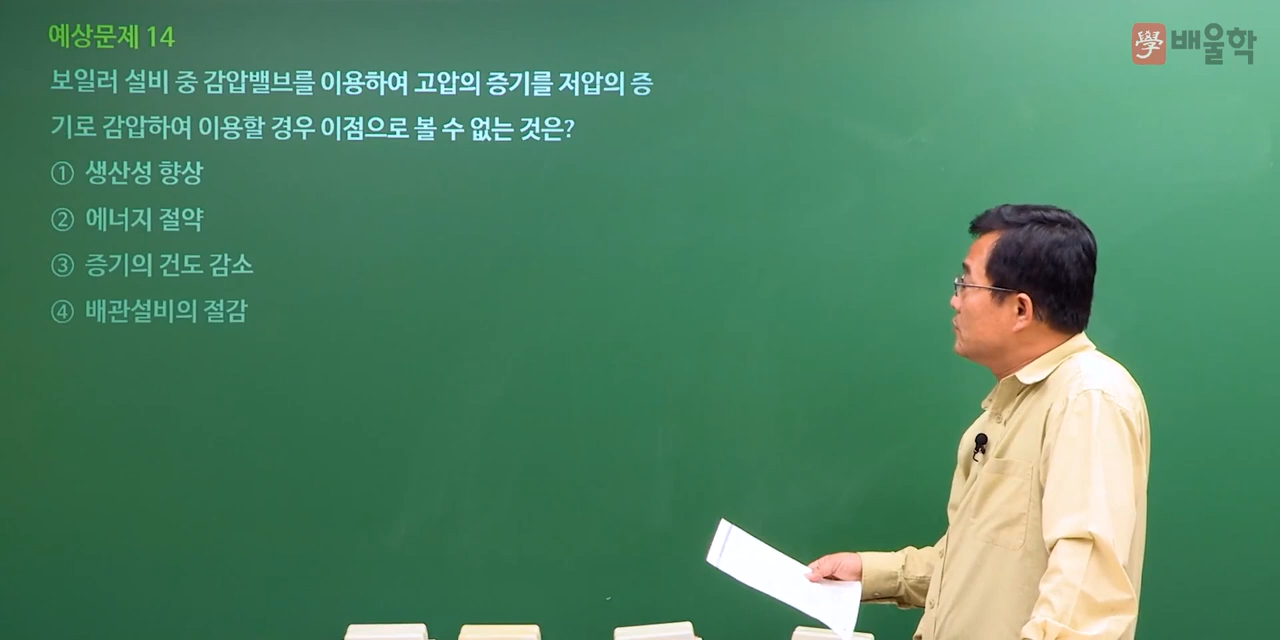 예상문제 14
學 배울학
보일러 설비 중 감압밸브를 이용하여 고압의 증기를 저압의 증
기로 감압하여 이용할 경우 이점으로 볼 수 없는 것은?
① 생산성 향상
② 에너지 절약
③ 증기의 건도 감소
④ 배관설비의 절감